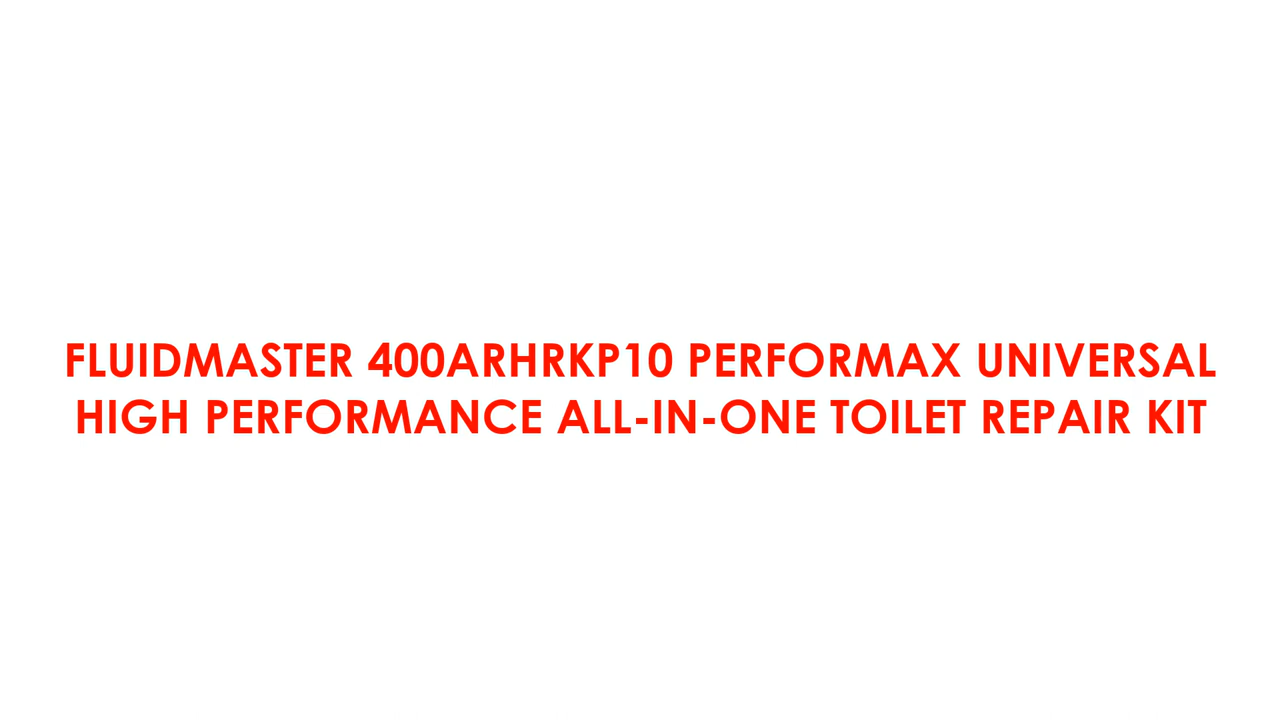 FLUIDMASTER 400ARHRKP10 PERFORMAX UNIVERSAL
HIGH PERFORMANCE ALL-IN-ONE TOILET REPAIR KIT